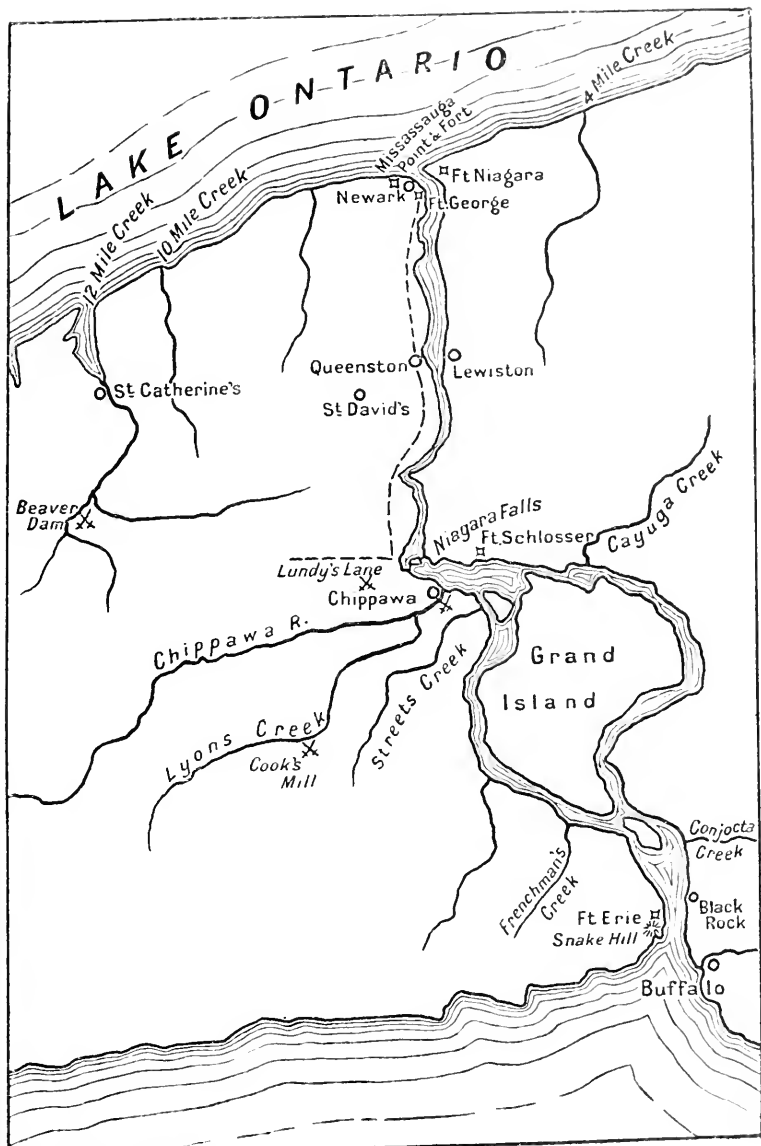 LAKE ONTARIO
4 Mile Creek
Mississauga
Point & Fort
Ft Niagara
Newark
Ft. George
10 Mile Creek
12 Mile Creek
Queenston
Lewiston
St. Catherine's
St David's
Beaver
Dam
Niagara Falls
Ft. Schlosser
Cayuga Creek
Lundy's Lane
Chippawa
Chippawa R.
Grand
Island
Streets Creek
Lyons Creek
Cook's
Mill
Conjocta
Creek
Frenchman's
Creek
Black
Rock
Ft. Erie
Snake Hill
Buffalo